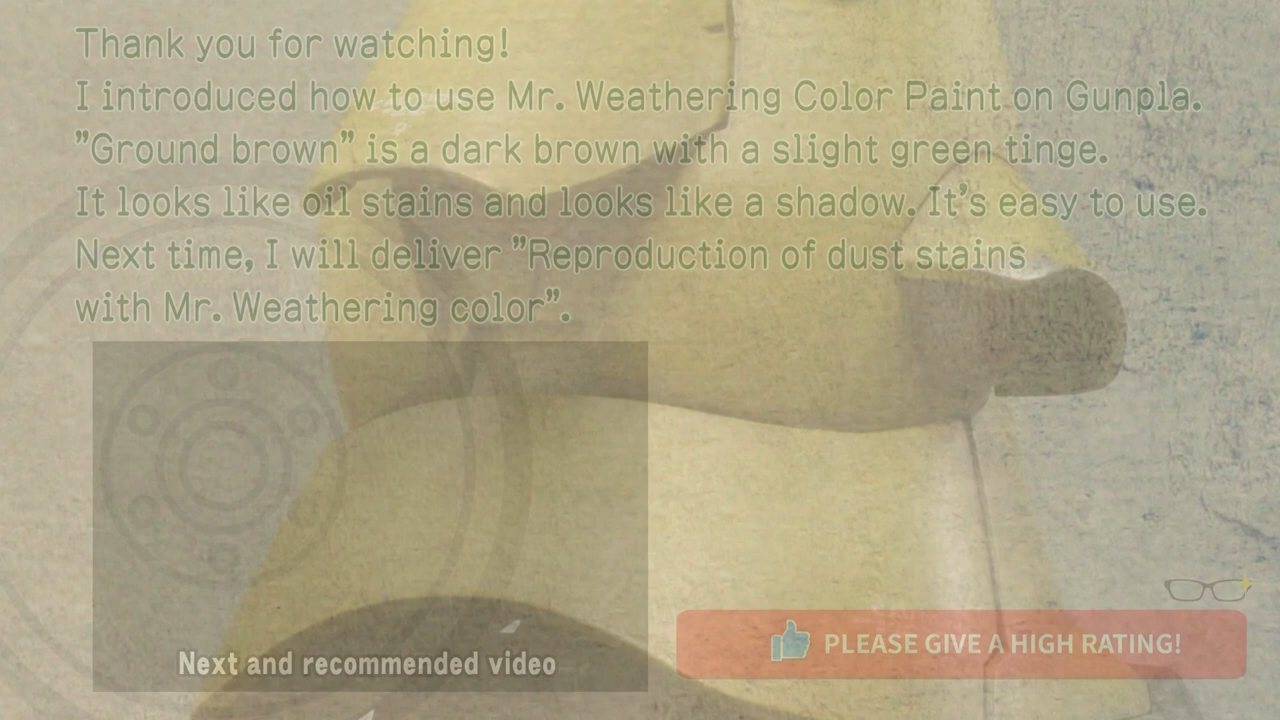 Thank you for watching!
I introduced how to use Mr. Weathering Color Paint on Gunpla.
"Ground brown" is a dark brown with a slight green tinge.
It looks like oil stains and looks like a shadow. It's easy to use.
Next time, I will deliver "Reproduction of dust stains
with Mr. Weathering color".
Next and recommended video
PLEASE GIVE A HIGH RATING!